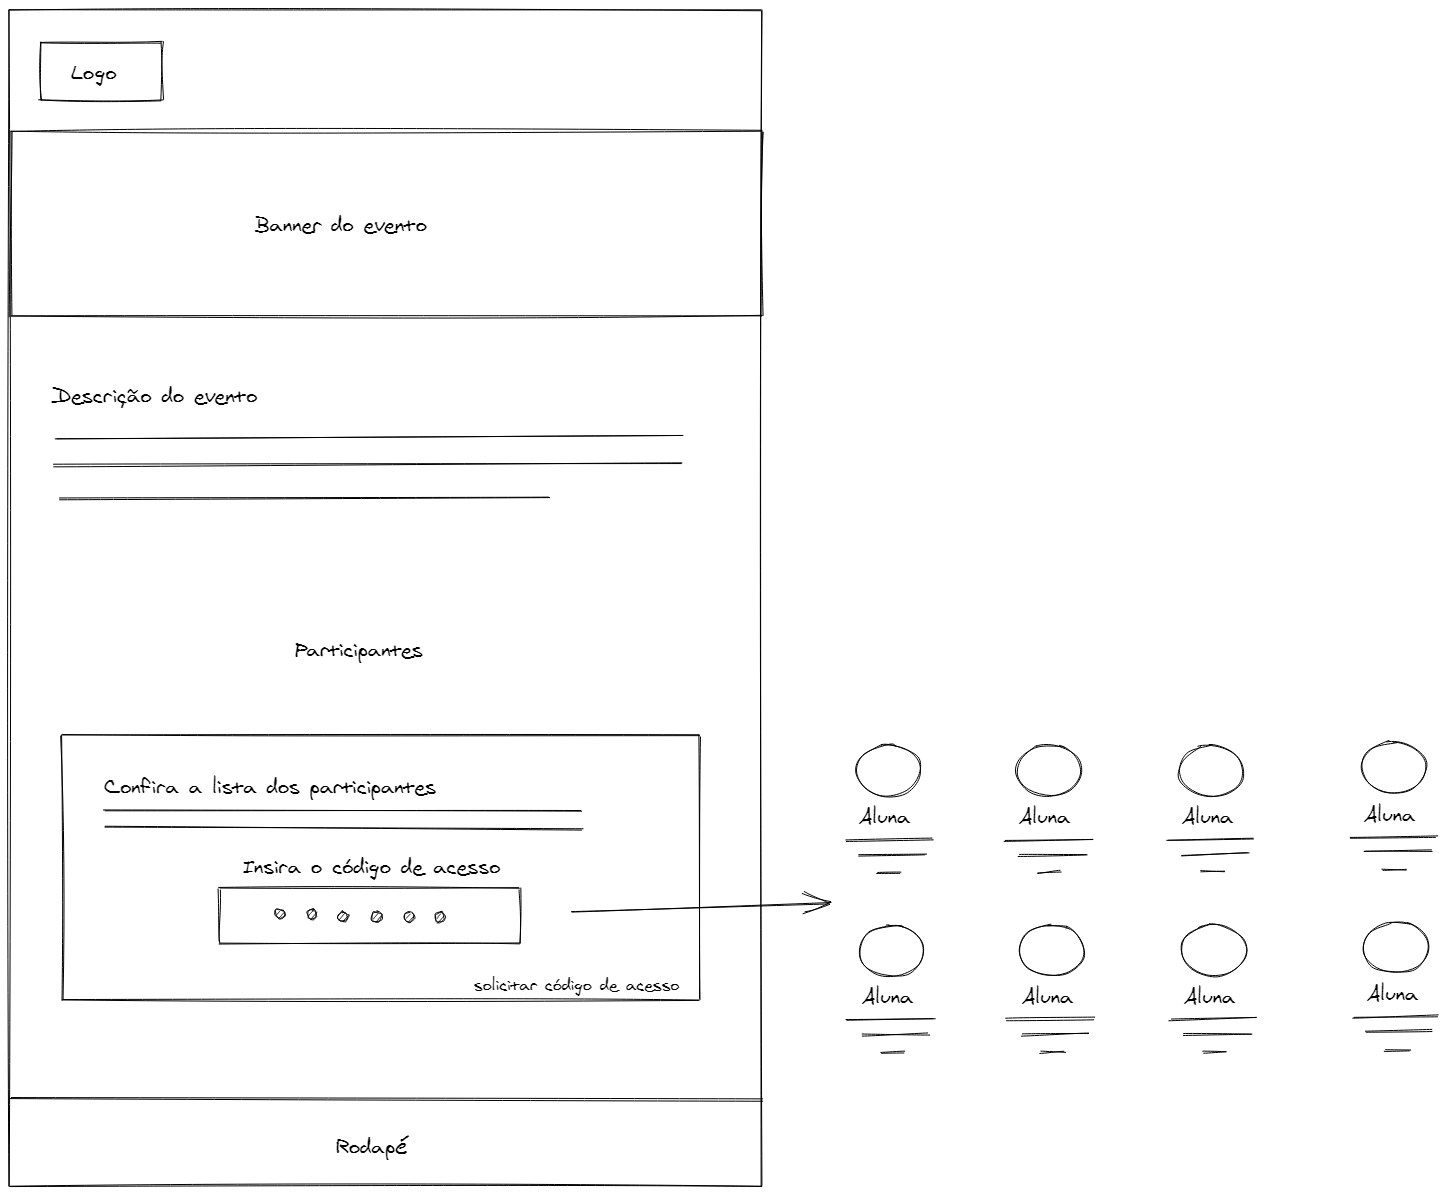 Logo
Banner do evento
Descrição do evento
Participantes
Confira a lista dos participantes
Insira o código de acesso
solicitar código de acesso
Aluna Aluna Aluna Aluna
Aluna Aluna Aluna Aluna
Rodapé